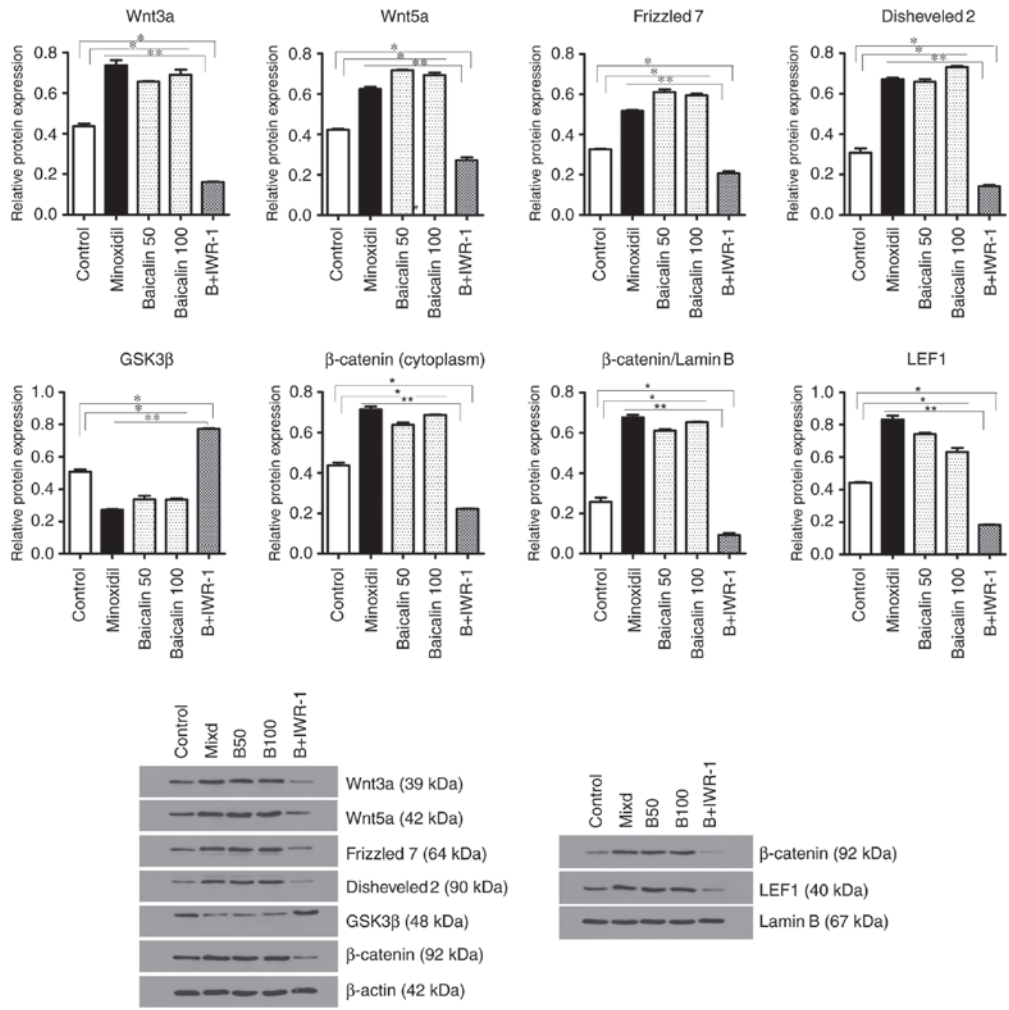 Wnt3a
Relative protein expression
0.8
0.6
0.4
0.2
0.0
*
*
**
Control
Minoxidil
Baicalin 50
Baicalin 100
B+IWR-1
Wnt5a
Relative protein expression
0.8
0.6
0.4
0.2
0.0
*
*
**
Control
Minoxidil
Baicalin 50
Baicalin 100
B+IWR-1
Frizzled 7
Relative protein expression
0.8
0.6
0.4
0.2
0.0
*
*
**
Control
Minoxidil
Baicalin 50
Baicalin 100
B+IWR-1
Disheveled 2
Relative protein expression
0.8
0.6
0.4
0.2
0.0
*
*
**
Control
Minoxidil
Baicalin 50
Baicalin 100
B+IWR-1
GSK3β
Relative protein expression
1.0
0.8
0.6
0.4
0.2
0.0
*
*
**
Control
Minoxidil
Baicalin 50
Baicalin 100
B+IWR-1
β-catenin (cytoplasm)
Relative protein expression
0.8
0.6
0.4
0.2
0.0
*
*
**
Control
Minoxidil
Baicalin 50
Baicalin 100
B+IWR-1
β-catenin/Lamin B
Relative protein expression
0.8
0.6
0.4
0.2
0.0
*
*
**
Control
Minoxidil
Baicalin 50
Baicalin 100
B+IWR-1
LEF1
Relative protein expression
1.0
0.8
0.6
0.4
0.2
0.0
*
*
**
Control
Minoxidil
Baicalin 50
Baicalin 100
B+IWR-1
Control
Mixd
B50
B100
B+IWR-1
Wnt3a (39 kDa)
Wnt5a (42 kDa)
Frizzled 7 (64 kDa)
Disheveled 2 (90 kDa)
GSK3β (48 kDa)
β-catenin (92 kDa)
β-actin (42 kDa)
Control
Mixd
B50
B100
B+IWR-1
β-catenin (92 kDa)
LEF1 (40 kDa)
Lamin B (67 kDa)